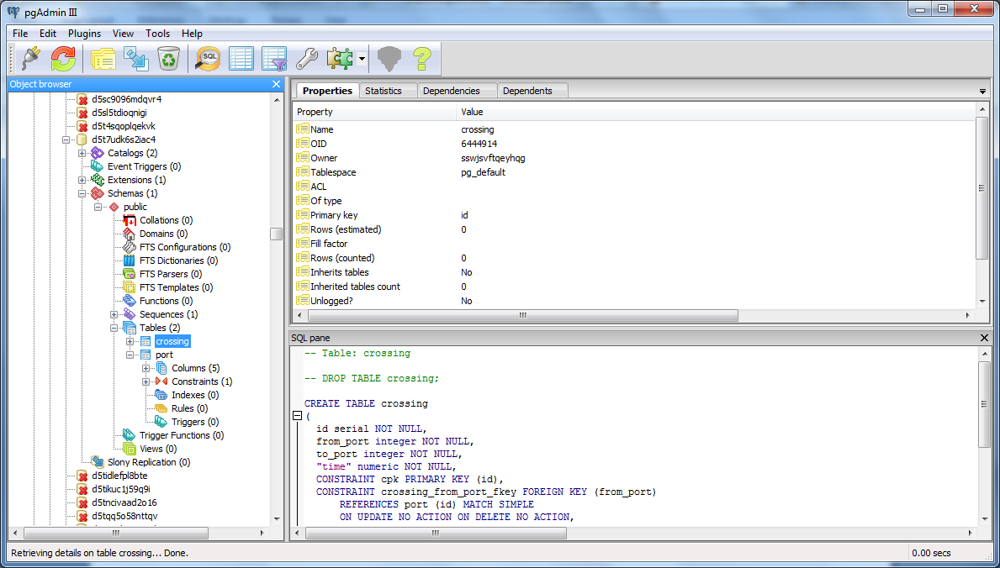 pgAdmin III
File Edit Plugins View Tools Help
SQL
Object browser
d5sc9096mdqvr4
d5sl5tdioqnigi
d5t4sqoplqekvk
d5t7udk6s2iac4
Catalogs (2)
Event Triggers (0)
Extensions (1)
Schemas (1)
public
Collations (0)
Domains (0)
FTS Configurations (0)
FTS Dictionaries (0)
FTS Parsers (0)
FTS Templates (0)
Functions (0)
Sequences (1)
Tables (2)
crossing
port
Columns (5)
Constraints (1)
Indexes (0)
Rules (0)
Triggers (0)
Trigger Functions (0)
Views (0)
Slony Replication (0)
d5tidlefpl8bte
d5tikuc1j59q9i
d5tncivaad2o16
d5tqq5o58nttqv
Properties Statistics Dependencies Dependents
Property Value
Name crossing
OID 6444914
Owner sswjsvftqeyhqg
Tablespace pg_default
ACL
Of type
Primary key id
Rows (estimated) 0
Fill factor
Rows (counted) 0
Inherits tables No
Inherited tables count 0
Unlogged? No
SQL pane
-- Table: crossing
-- DROP TABLE crossing;
CREATE TABLE crossing
(
id serial NOT NULL,
from_port integer NOT NULL,
to_port integer NOT NULL,
"time" numeric NOT NULL,
CONSTRAINT cpk PRIMARY KEY (id),
CONSTRAINT crossing_from_port_fkey FOREIGN KEY (from_port)
REFERENCES port (id) MATCH SIMPLE
ON UPDATE NO ACTION ON DELETE NO ACTION,
Retrieving details on table crossing... Done.
0.00 secs